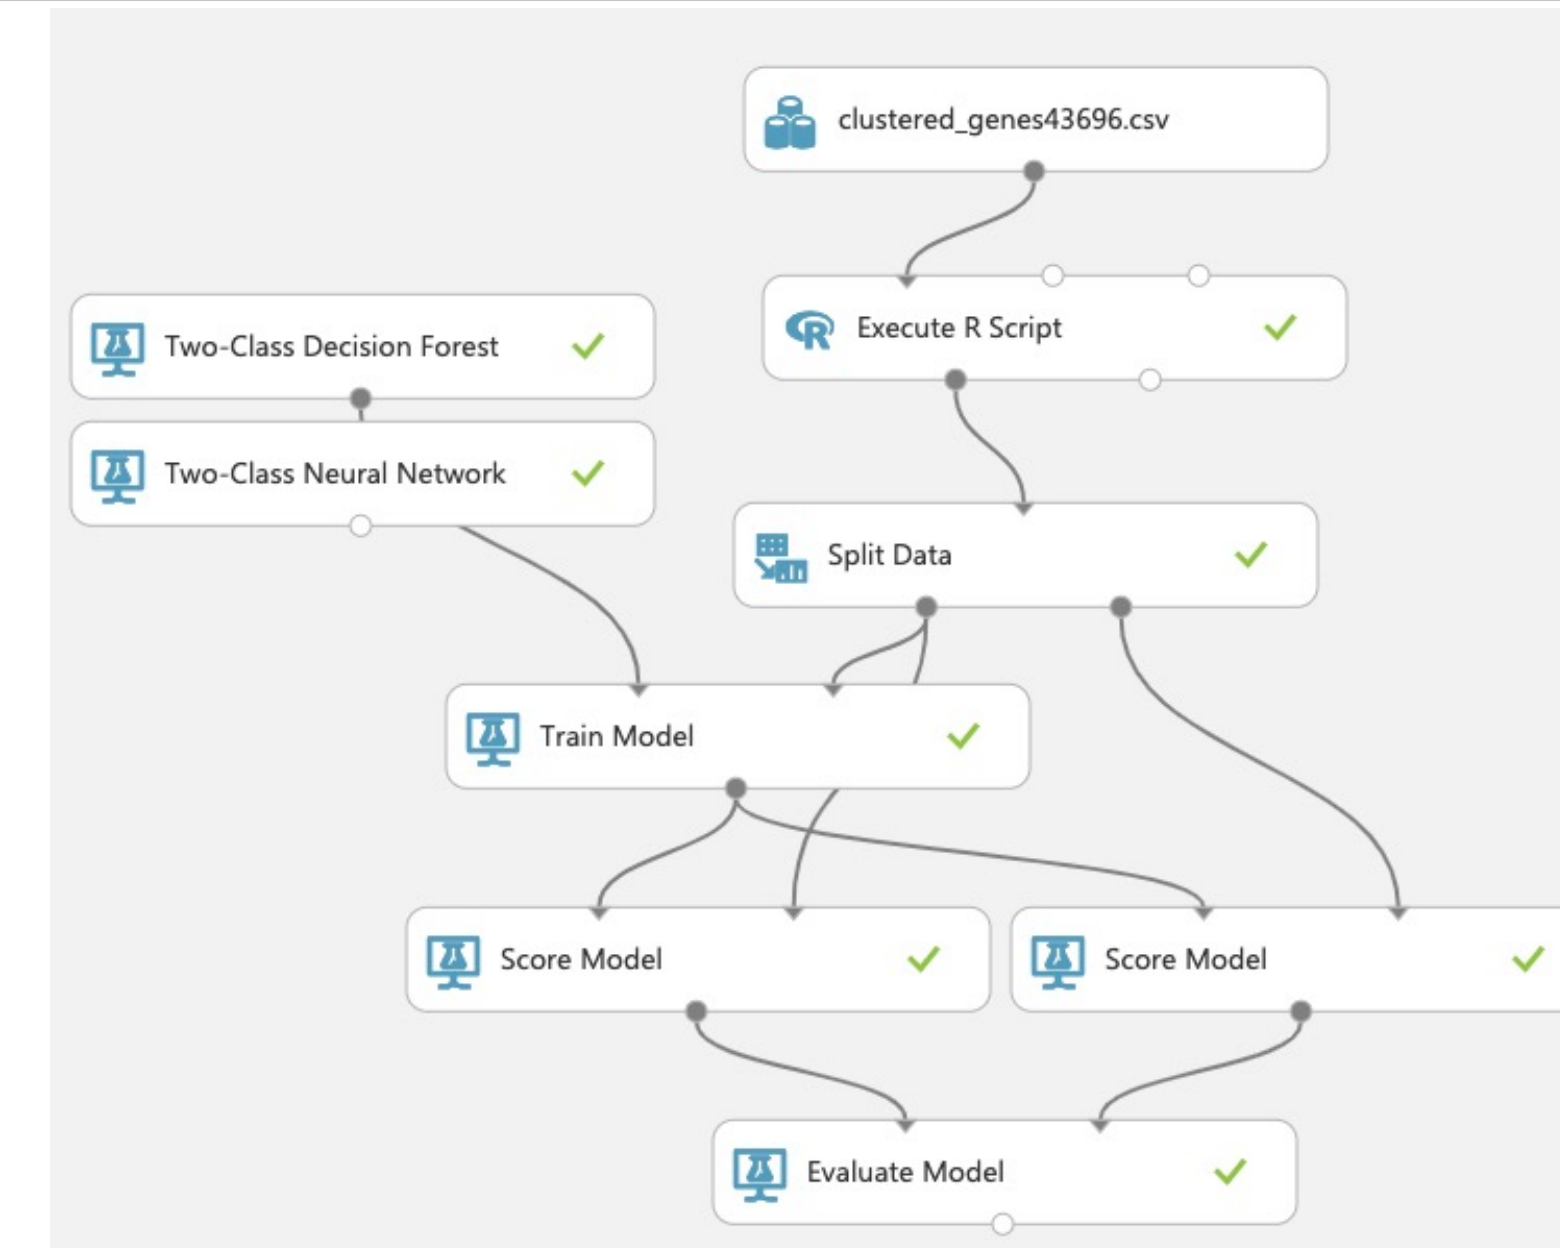 clustered_genes43696.csv
Execute R Script
Two-Class Decision Forest
Two-Class Neural Network
Split Data
Train Model
Score Model
Score Model
Evaluate Model